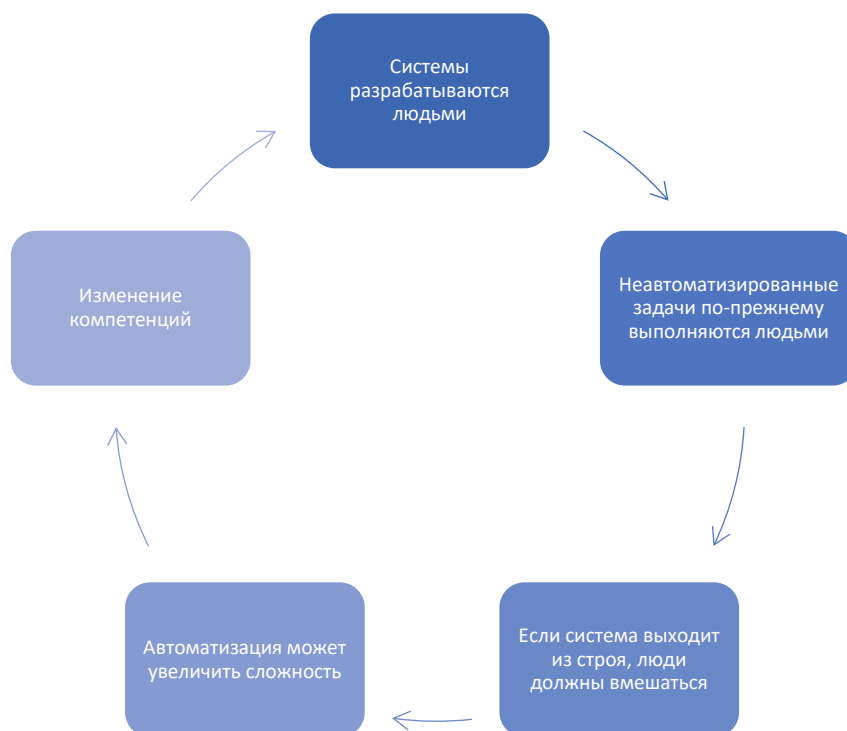 Системы
разрабатываются
людьми
Неавтоматизированные
задачи по-прежнему
выполняются людьми
Если система выходит
из строя, люди
должны вмешаться
Автоматизация может
увеличить сложность
Изменение
компетенций